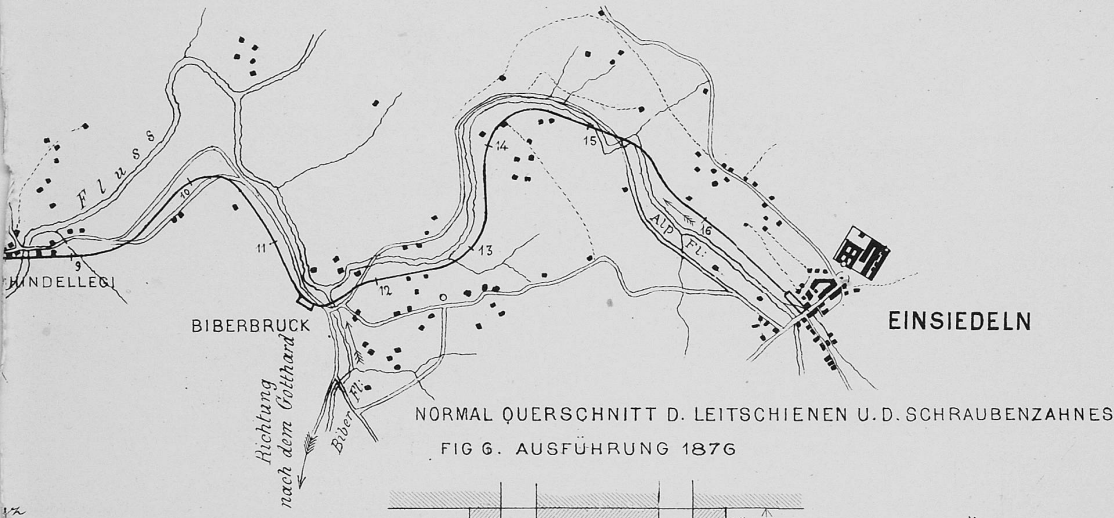 Fluss
9
10
11
12
13
14
15
16
Alp Fl:
HINDELLEGI
BIBERBRUCK
EINSIEDELN
Richtung
nach dem Gotthard
Biber Fl:
NORMAL QUERSCHNITT D. LEITSCHIENEN U.D. SCHRAUBENZAHNES
FIG 6. AUSFÜHRUNG 1876